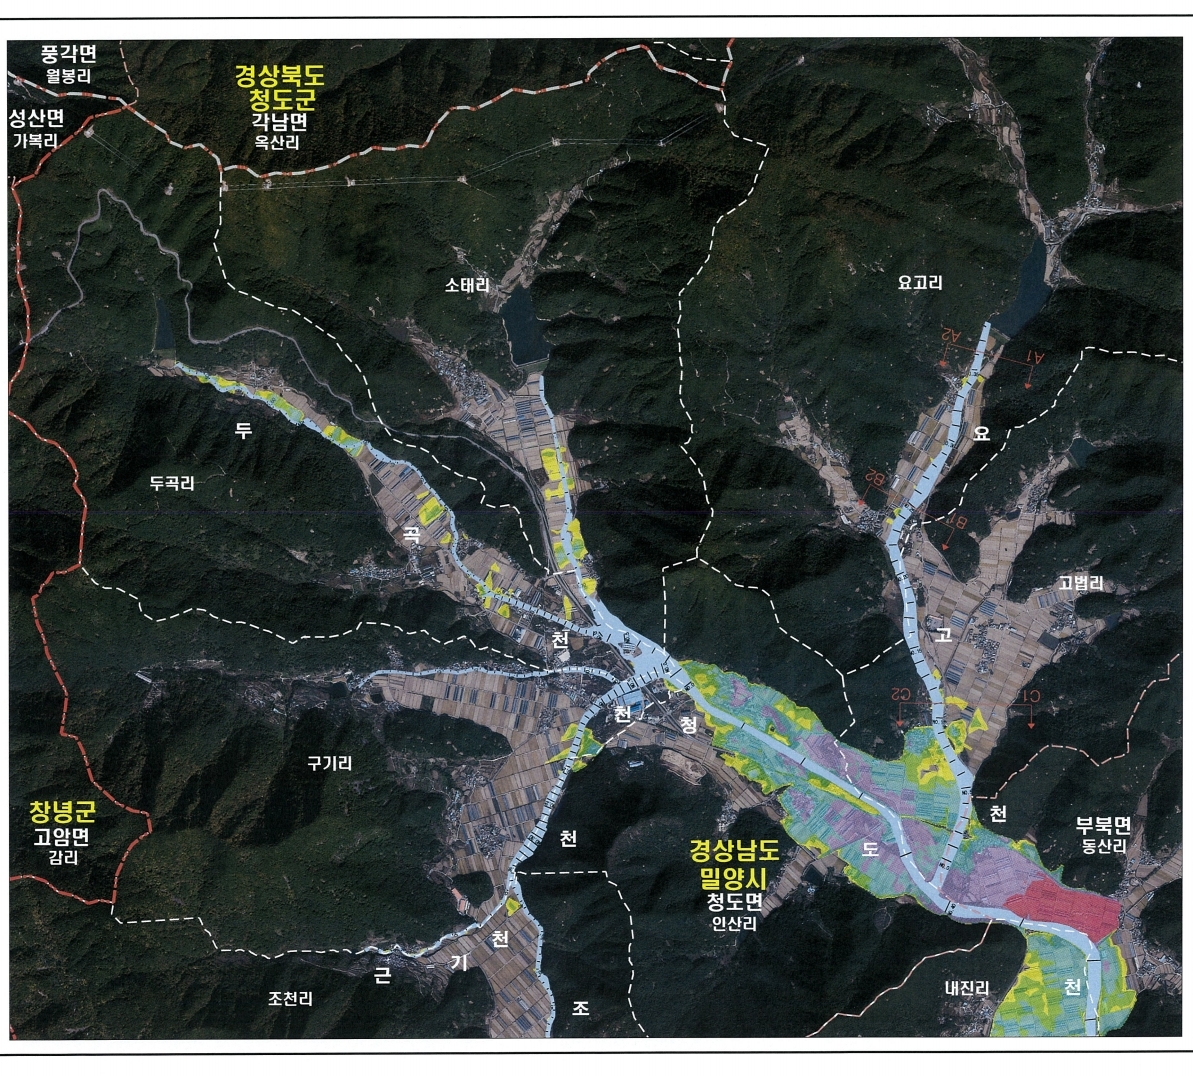 풍각면
월봉리
경상북도
청도군
각남면
옥산리
성산면
가복리
소태리
요고리
A2
A1
두
요
두곡리
B2
곡
B1
고법리
천
고
C2
C1
천
청
구기리
창녕군
고암면
감리
천
경상남도
밀양시
청도면
인산리
도
천
부북면
동산리
천
기
근
조천리
조
내진리
천